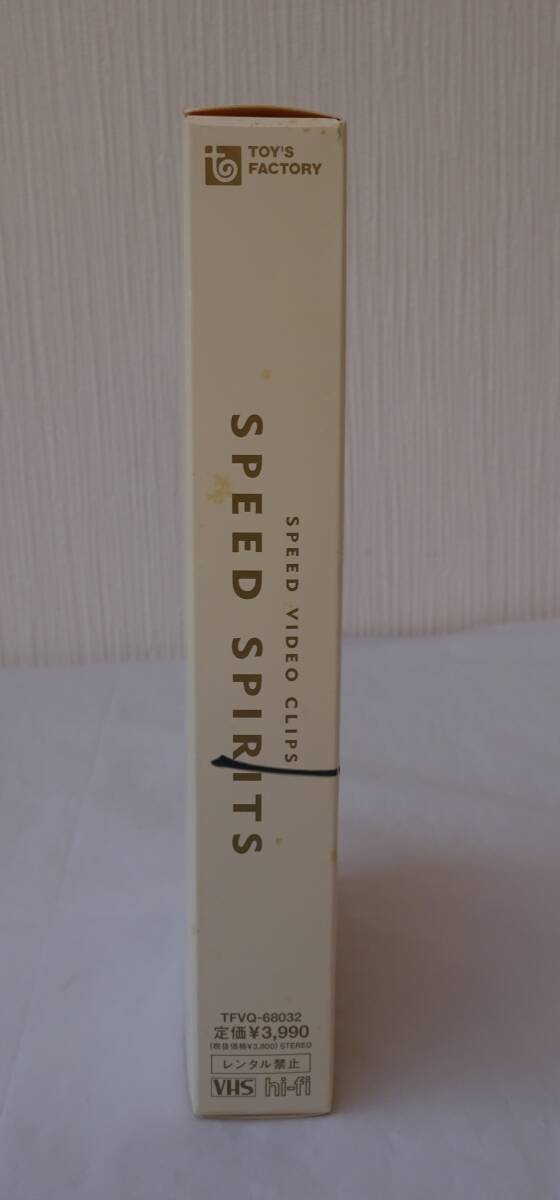 TOY'S
FACTORY
SPEED VIDEO CLIPS
SPEED SPIRITS
TFVQ-68032
定価¥3,990
(税抜価格¥3,800) STEREO
レンタル禁止
VHS hi-fi